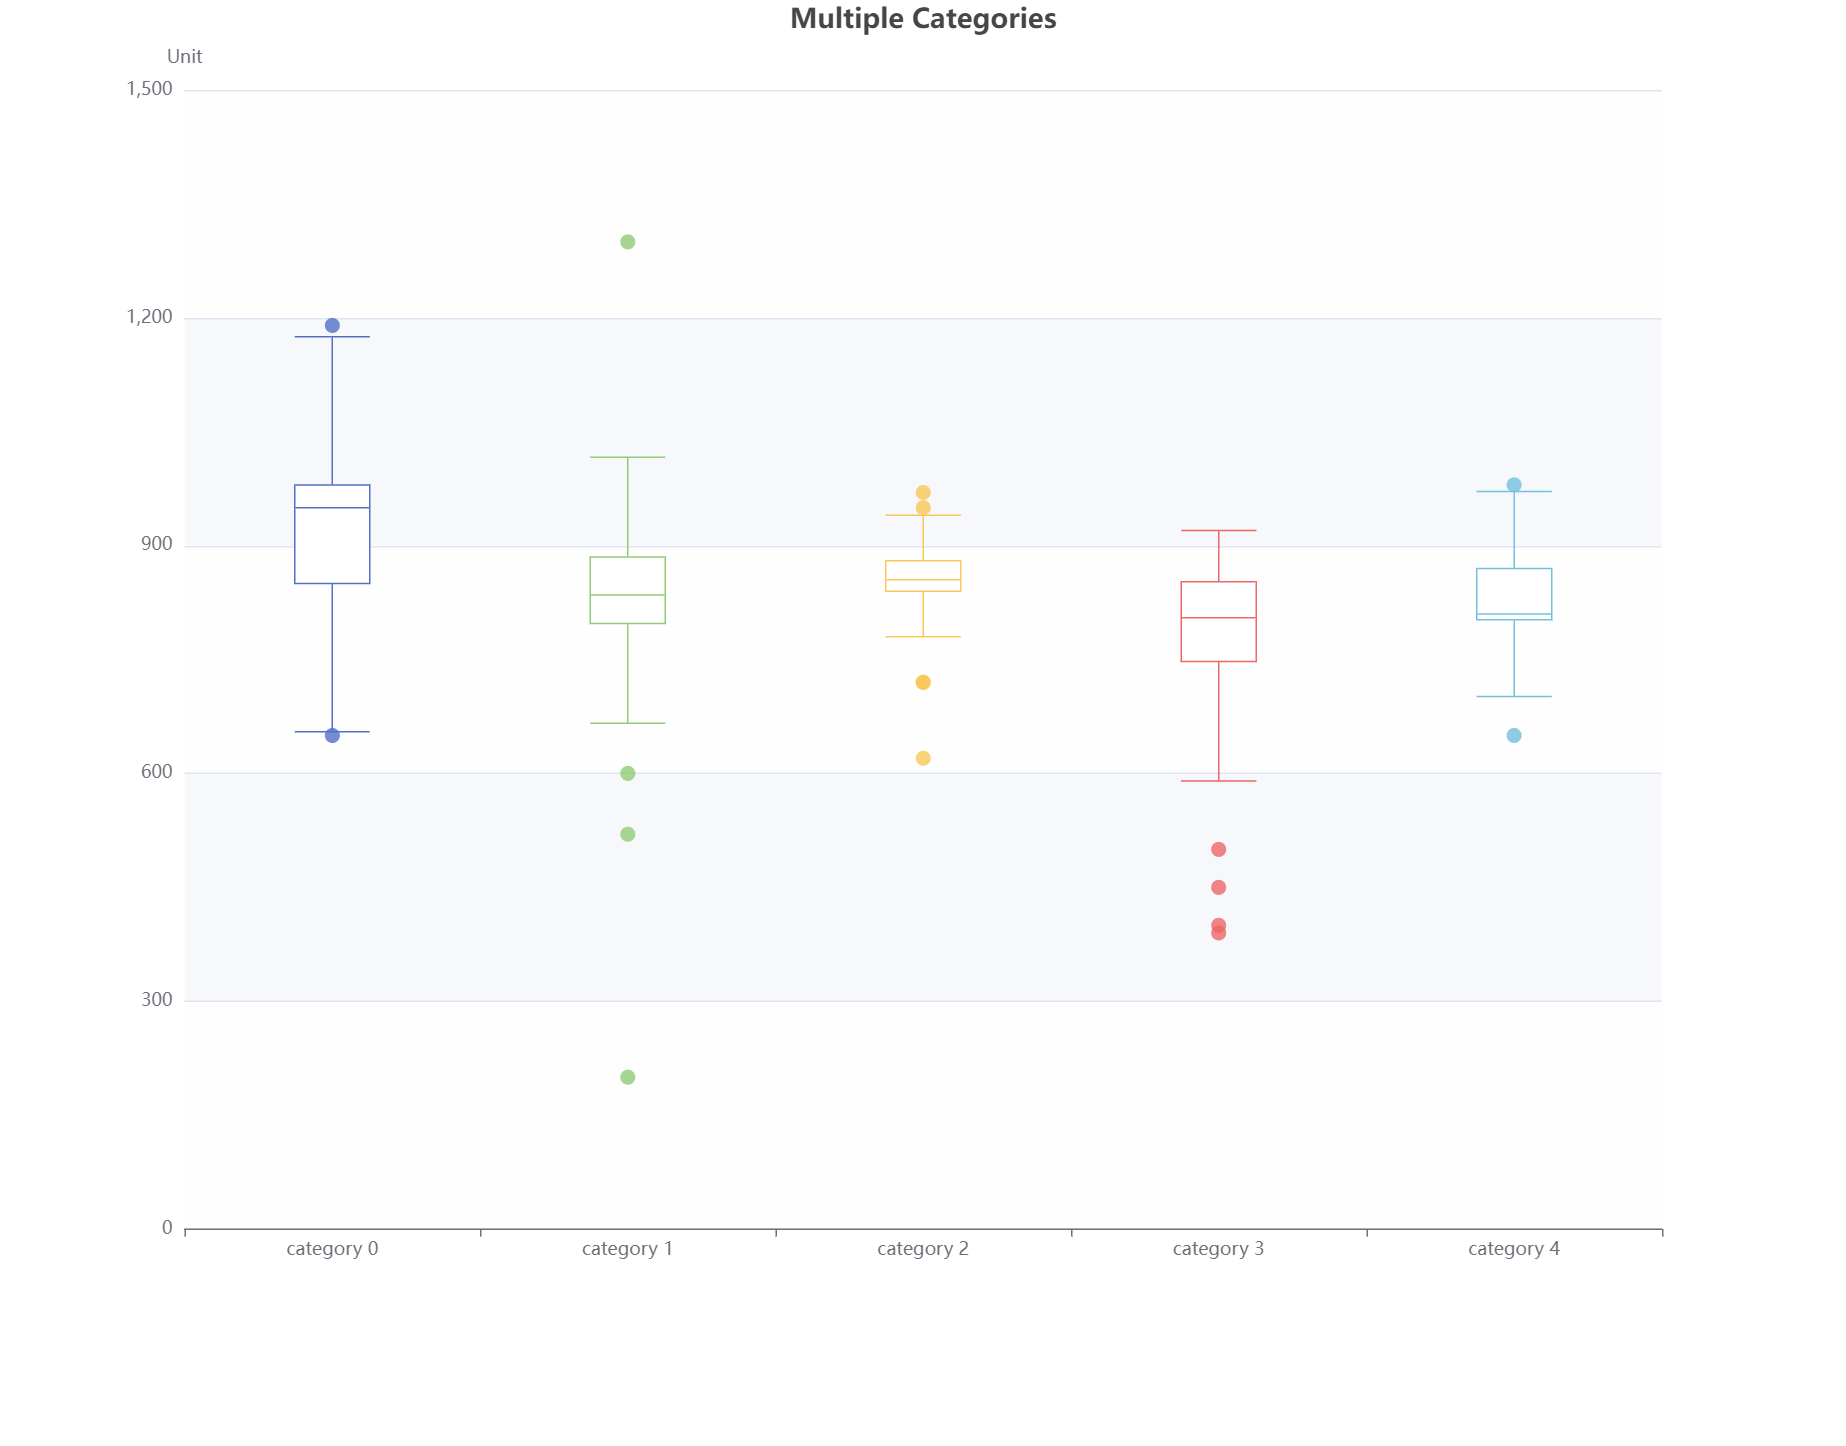 Multiple Categories
Unit
1,500
1,200
900
600
300
0
category 0
category 1
category 2
category 3
category 4